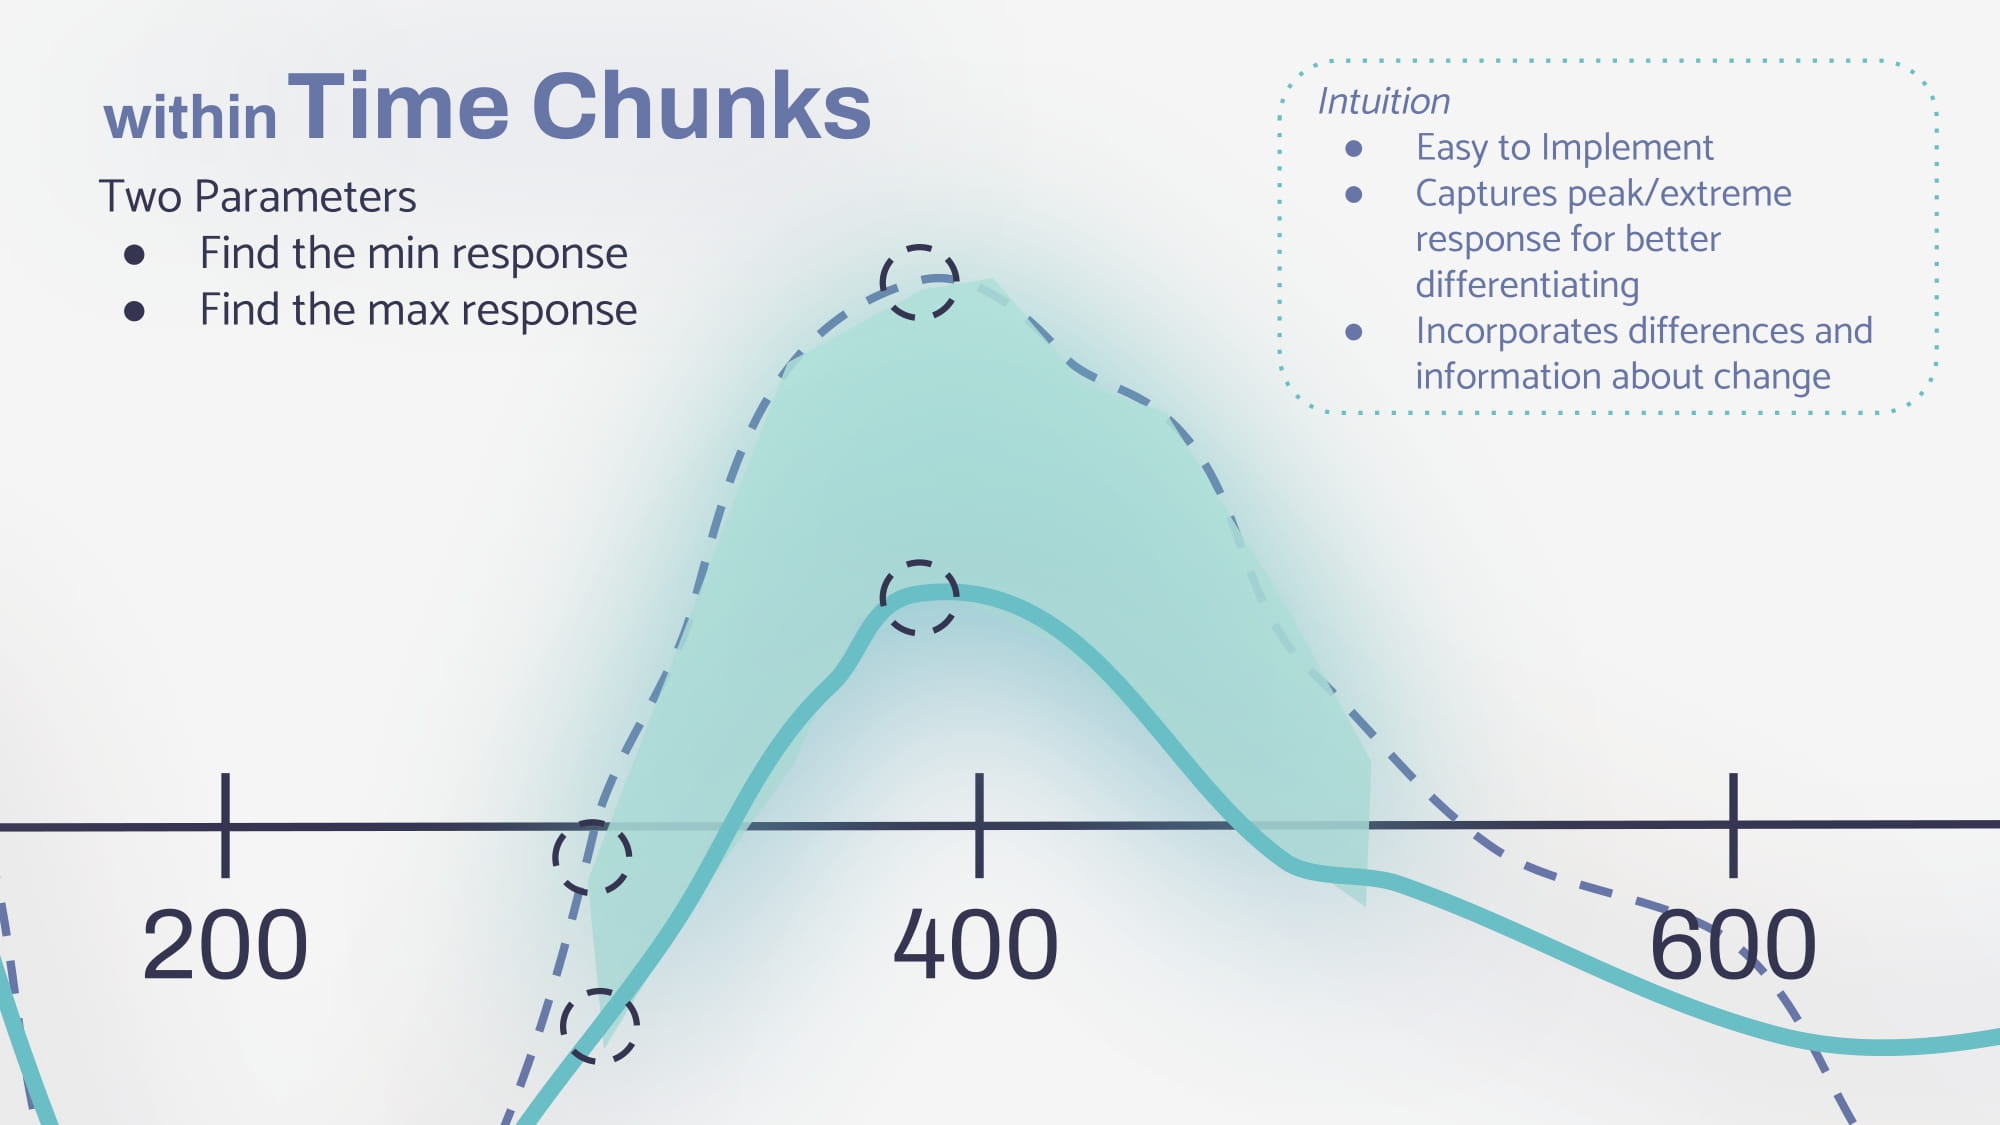 within Time Chunks
Two Parameters
● Find the min response
● Find the max response
Intuition
● Easy to Implement
● Captures peak/extreme
response for better
differentiating
● Incorporates differences and
information about change
200
400
600